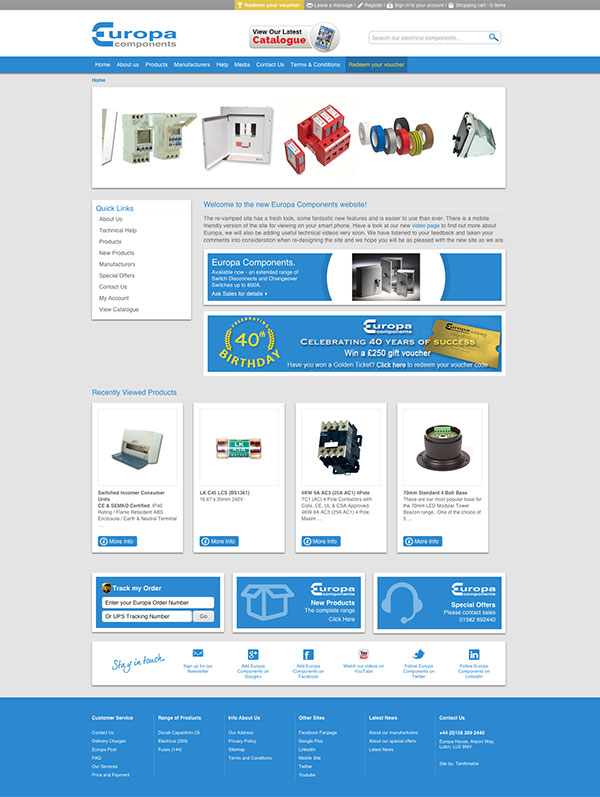 Redeem your voucher Leave a message! Register Sign in to your account Shopping cart - 0 items
Europa
components
View Our Latest
Catalogue
Search our electrical components...
Home About us Products Manufacturers Help Media Contact Us Terms & Conditions Redeem your voucher
Home
Quick Links
About Us
Technical Help
Products
New Products
Manufacturers
Special Offers
Contact Us
My Account
View Catalogue
Welcome to the new Europa Components website!
The re-vamped site has a fresh look, some fantastic new features and is easier to use than ever. There is a mobile
friendly version of the site for viewing on your smart phone. Have a look at our new video page to find out more about
Europa, we will also be adding useful technical videos very soon. We have listened to your feedback and taken your
comments into consideration when re-designing the site and we hope you will be as pleased with the new site as we are.
Europa Components.
Available now - an extended range of
Switch Disconnects and Changeover
Switches up to 800A.
Ask Sales for details
CELEBRATING
40th
BIRTHDAY
Europa
components
CELEBRATING 40 YEARS OF SUCCESS
Win a £250 gift voucher
Have you won a Golden Ticket? Click here to redeem your voucher code!
Europa
Recently Viewed Products
Switched Incomer Consumer
Units
CE & SEMKO Certified: IP40
Rating / Flame Retardent ABS
Enclosure / Earth & Neutral Terminal
...
More Info
LK C45 LCS (BS1361)
16.67 x 35mm 240V
More Info
4KW 9A AC3 (25A AC1) 4Pole
TC1 (AC) 4 Pole Contactors with
Coils. CE, UL & CSA Approved.
4KW 9A AC3 (25A AC1) 4 Pole
Maxim ...
More Info
70mm Standard 4 Bolt Base
These are our most popular base for
the 70mm LED Modular Tower
Beacon range. One of the choice of
5 ...
More Info
Track my Order
Enter your Europa Order Number
Or UPS Tracking Number Go
Europa
components
New Products
The complete range
Click Here
Europa
components
Special Offers
Please contact sales
01582 692440
Stay in touch.
Sign up for our
Newsletter
Add Europa
Components on
Google+
Add Europa
Components on
Facebook
Watch our videos on
YouTube
Follow Europa
Components on
Twitter
Follow Europa
Components on
LinkedIn
Customer Service
Contact Us
Delivery Charges
Europa Post
FAQ
Our Services
Price and Payment
Range of Products
Ducati Capacitors (3)
Electrical (329)
Fuses (144)
Info About Us
Our Address
Privacy Policy
Sitemap
Terms and Conditions
Other Sites
Facebook Fanpage
Google Plus
LinkedIn
Mobile Site
Twitter
Youtube
Latest News
About our manufacturers
About our special offers
Latest News
Contact Us
+44 (0)158 269 2440
Europa House, Airport Way,
Luton, LU2 9NH